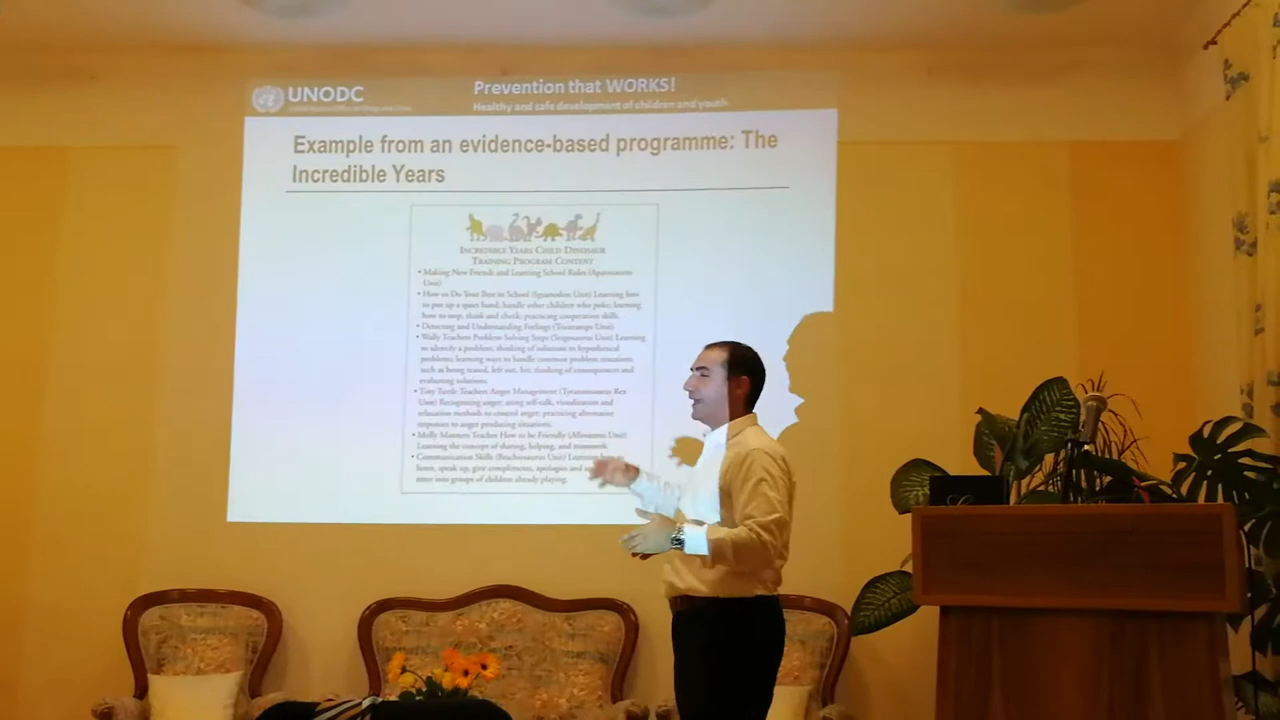 UNODC
Prevention that WORKS!
Healthy and safe development of children and youth
Example from an evidence-based programme: The
Incredible Years
INCREDIBLE YEARS CHILD DINOSAUR
TRAINING PROGRAM CONTENT
• Making New Friends and Learning School Rules (Apatosaurus
Unit)
• How to Do Your Best in School (Iguanodon Unit) Learning how
to put up a quiet hand; handle other children who poke; learning
how to stop, think and check; practicing cooperation skills.
• Detecting and Understanding Feelings (Triceratops Unit)
• Wally Teaches Problem Solving Steps (Stegosaurus Unit) Learning
to identify a problem; thinking of solutions to hypothetical
problems; learning ways to handle common problem situations
such as being teased, left out, hit; thinking of consequences and
evaluating solutions.
• Tiny Turtle Teaches Anger Management (Tyrannosaurus Rex
Unit) Recognizing anger; using self-talk, visualization and
relaxation methods to control anger; practicing alternative
responses to anger producing situations.
• Molly Manners Teaches How to be Friendly (Allosaurus Unit)
Learning the concept of sharing, helping, and teamwork.
• Communication Skills (Brachiosaurus Unit) Learning
listen, speak up, give compliments, apologies and
enter into groups of children already playing.